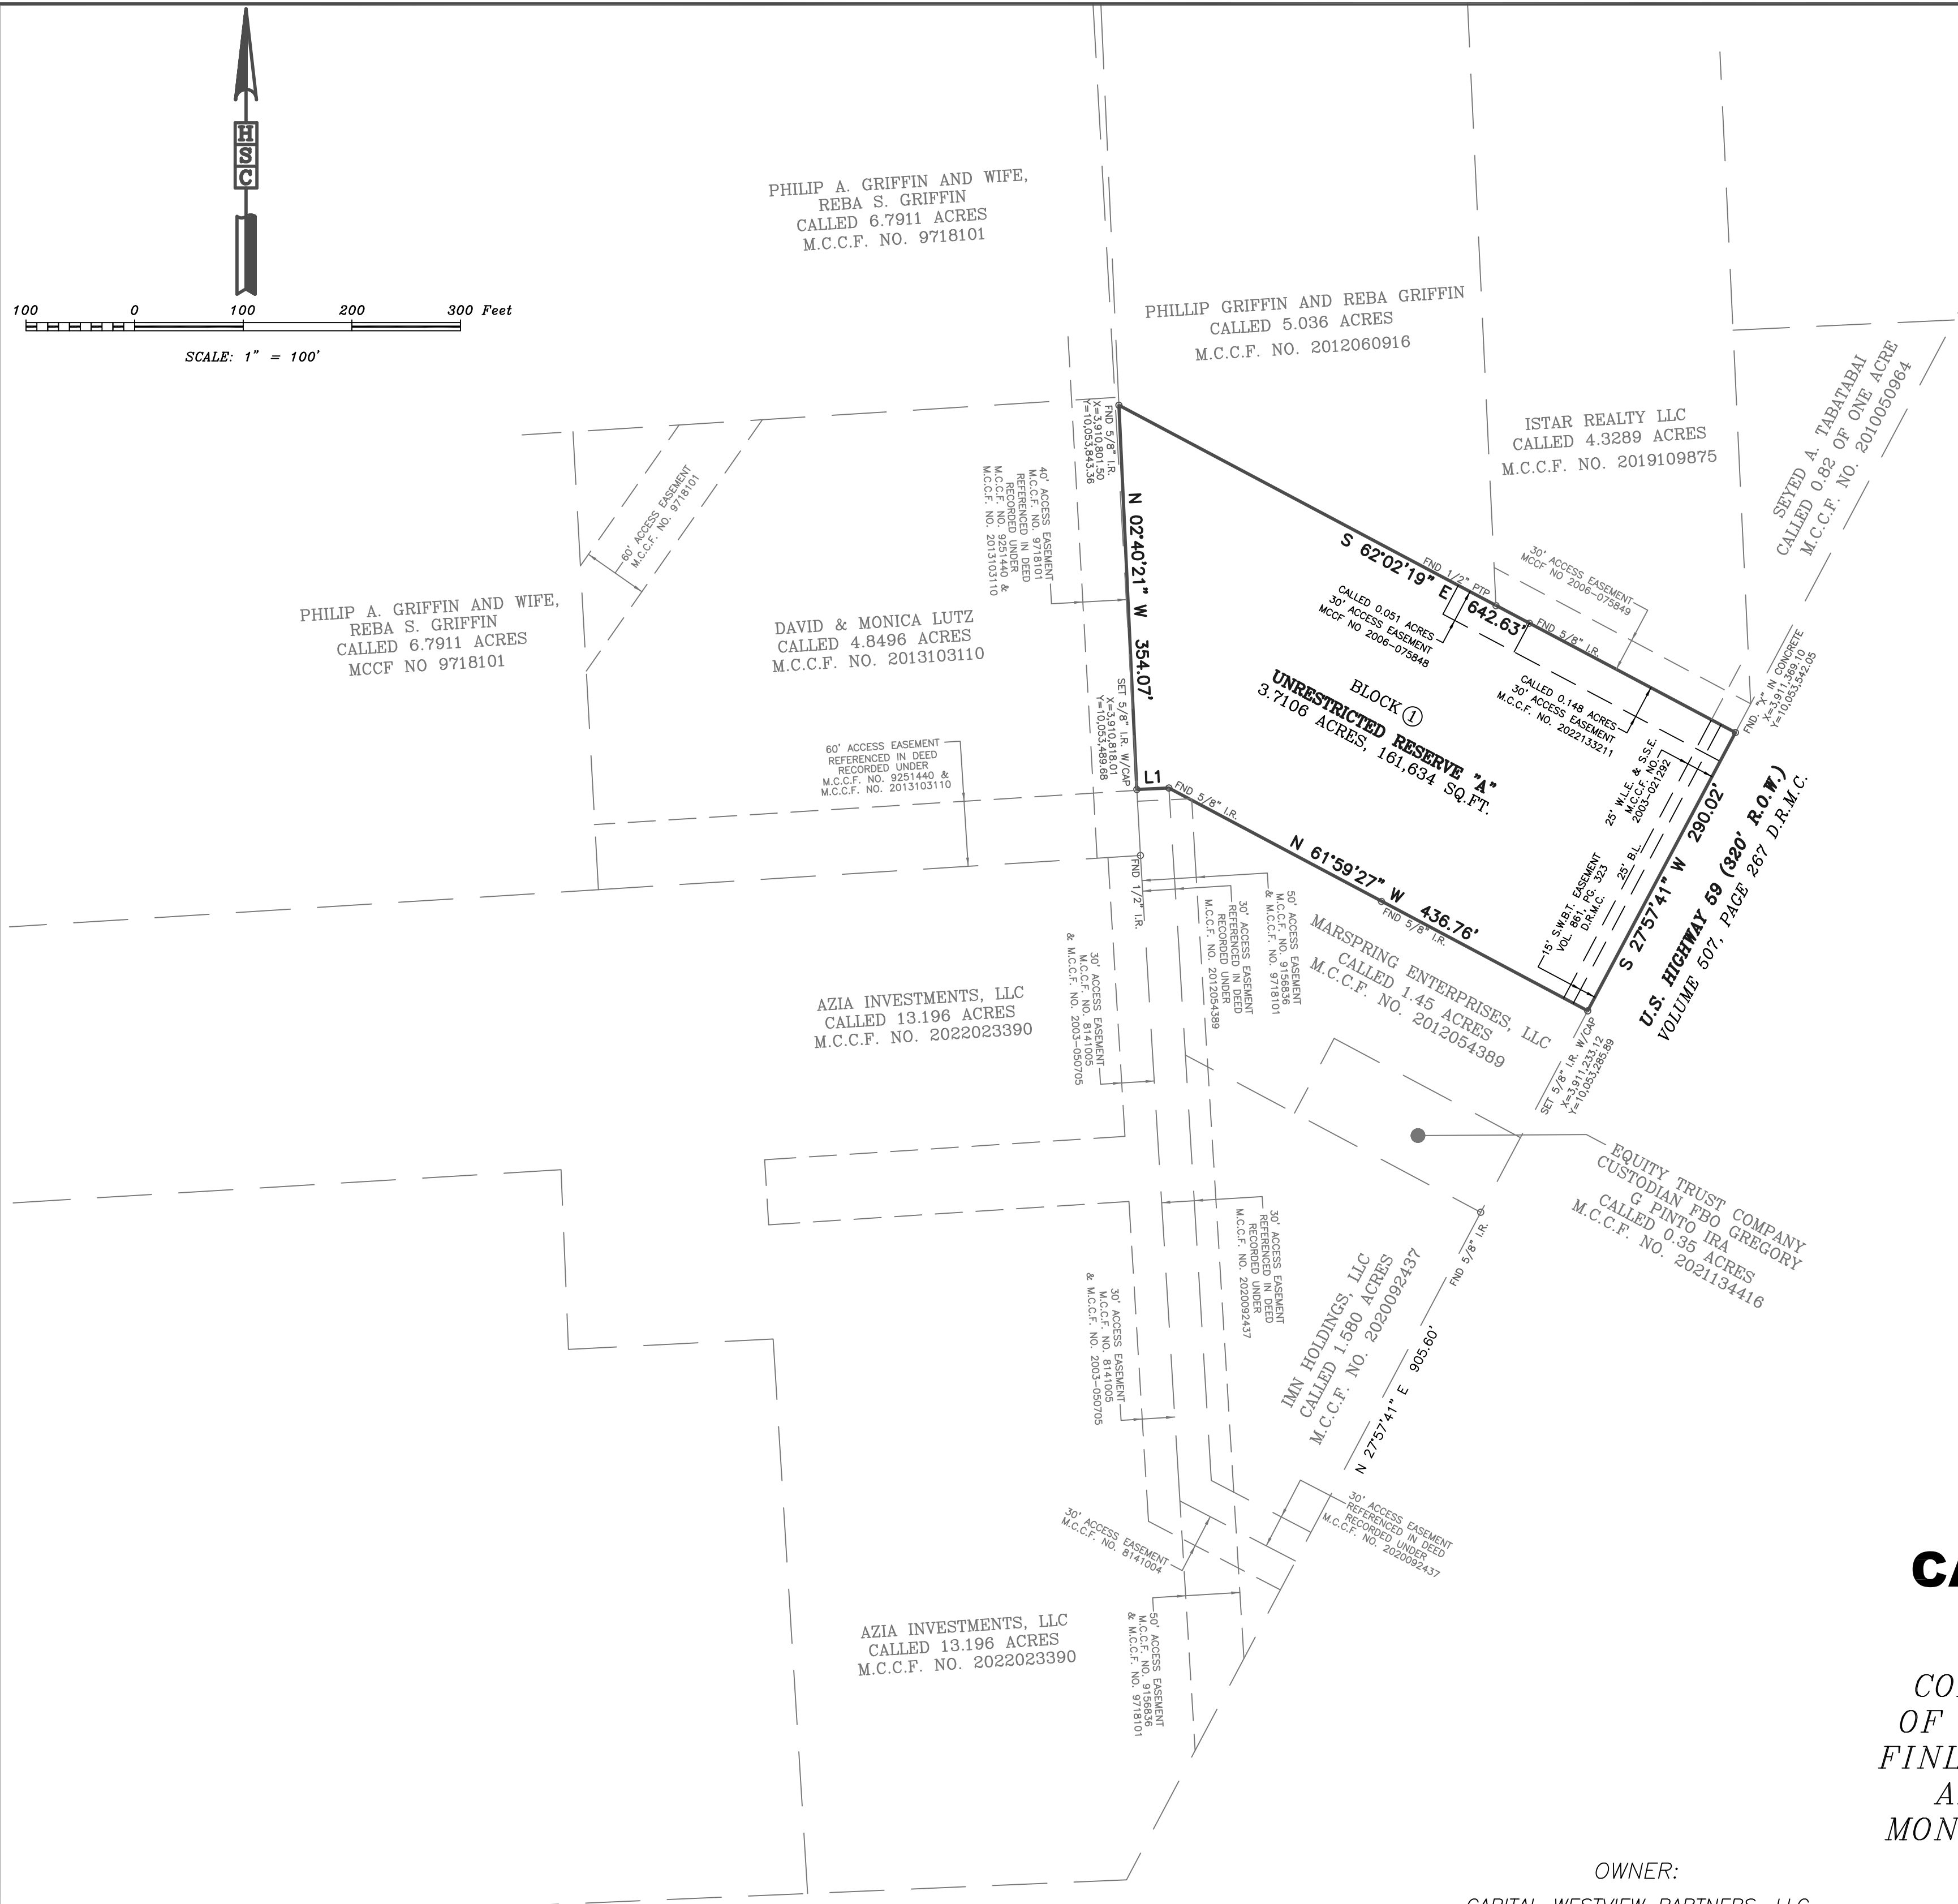 H
S
C
100 0 100 200 300 Feet
SCALE: 1" = 100'
PHILIP A. GRIFFIN AND WIFE,
REBA S. GRIFFIN
CALLED 6.7911 ACRES
M.C.C.F. NO. 9718101
PHILLIP GRIFFIN AND REBA GRIFFIN
CALLED 5.036 ACRES
M.C.C.F. NO. 2012060916
ISTAR REALTY LLC
CALLED 4.3289 ACRES
M.C.C.F. NO. 2019109875
SEYED A. TABATABAI
CALLED 0.82 OF ONE ACRE
M.C.C.F. NO. 2010050964
FND 5/8" I.R.
X=3,910,801.50
Y=10,053,843.36
40' ACCESS EASEMENT
M.C.C.F. NO. 9718101
REFERENCED IN DEED
RECORDED UNDER
M.C.C.F. NO. 9251440 &
M.C.C.F. NO. 2013103110
60' ACCESS EASEMENT
M.C.C.F. NO. 9718101
PHILIP A. GRIFFIN AND WIFE,
REBA S. GRIFFIN
CALLED 6.7911 ACRES
MCCF NO 9718101
DAVID & MONICA LUTZ
CALLED 4.8496 ACRES
M.C.C.F. NO. 2013103110
N 02°40'21" W 354.07'
S 62°02'19" E 642.63'
FND 1/2" PTP
FND 5/8" I.R.
30' ACCESS EASEMENT
MCCF NO 2006-075849
CALLED 0.051 ACRES
30' ACCESS EASEMENT
MCCF NO 2006-075848
CALLED 0.148 ACRES
30' ACCESS EASEMENT
M.C.C.F. NO. 2022133211
FND. "X" IN CONCRETE
X=3,911,369.10
Y=10,053,542.05
BLOCK 1
UNRESTRICTED RESERVE "A"
3.7106 ACRES, 161,634 SQ.FT.
SET 5/8" I.R. W/CAP
X=3,910,818.01
Y=10,053,489.68
L1
FND 5/8" I.R.
60' ACCESS EASEMENT
REFERENCED IN DEED
RECORDED UNDER
M.C.C.F. NO. 9251440 &
M.C.C.F. NO. 2013103110
25' W.L.E. & S.S.E.
M.C.C.F. NO.
2003-021292
25' B.L.
15' S.W.B.T. EASEMENT
VOL. 861, PG. 323
D.R.M.C.
S 27°57'41" W 290.02'
U.S. HIGHWAY 59 (320' R.O.W.)
VOLUME 507, PAGE 267 D.R.M.C.
N 61°59'27" W 436.76'
FND 5/8" I.R.
FND 1/2" I.R.
50' ACCESS EASEMENT
M.C.C.F. NO. 9156836
& M.C.C.F. NO. 9718101
30' ACCESS EASEMENT
REFERENCED IN DEED
RECORDED UNDER
M.C.C.F. NO. 2012054389
30' ACCESS EASEMENT
M.C.C.F. NO. 8141005
& M.C.C.F. NO. 2003-050705
MARSPRING ENTERPRISES, LLC
CALLED 1.45 ACRES
M.C.C.F. NO. 2012054389
AZIA INVESTMENTS, LLC
CALLED 13.196 ACRES
M.C.C.F. NO. 2022023390
SET 5/8" I.R. W/CAP
X=3,911,233.12
Y=10,053,285.89
EQUITY TRUST COMPANY
CUSTODIAN FBO GREGORY
G PINTO IRA
CALLED 0.35 ACRES
M.C.C.F. NO. 2021134416
30' ACCESS EASEMENT
REFERENCED IN DEED
RECORDED UNDER
M.C.C.F. NO. 2020092437
30' ACCESS EASEMENT
M.C.C.F. NO. 8141005
& M.C.C.F. NO. 2003-050705
IMN HOLDINGS, LLC
CALLED 1.580 ACRES
M.C.C.F. NO. 2020092437
FND 5/8" I.R.
N 27°57'41" E 905.60'
30' ACCESS EASEMENT
M.C.C.F. NO. 8141004
30' ACCESS EASEMENT
REFERENCED IN DEED
RECORDED UNDER
M.C.C.F. NO. 2020092437
AZIA INVESTMENTS, LLC
CALLED 13.196 ACRES
M.C.C.F. NO. 2022023390
50' ACCESS EASEMENT
M.C.C.F. NO. 9156836
& M.C.C.F. NO. 9718101
OF
OWNER:
CAPITAL WESTVIEW PARTNERS, LLC